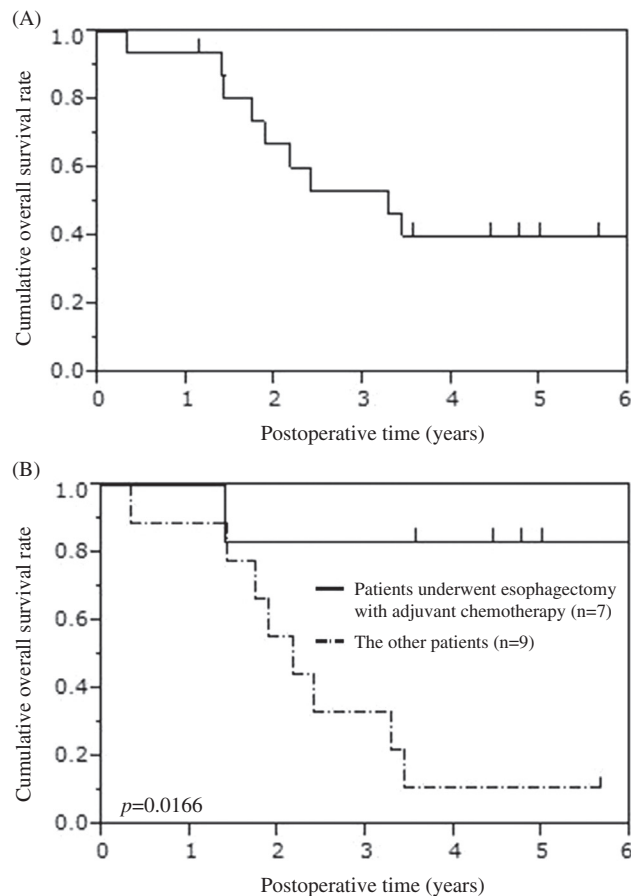 (A)
1.0
0.8
0.6
0.4
0.2
0.0
Cumulative overall survival rate
0 1 2 3 4 5 6
Postoperative time (years)
(B)
1.0
0.8
0.6
0.4
0.2
0.0
Cumulative overall survival rate
Patients underwent esophagectomy
with adjuvant chemotherapy (n=7)
The other patients (n=9)
p=0.0166
0 1 2 3 4 5 6
Postoperative time (years)